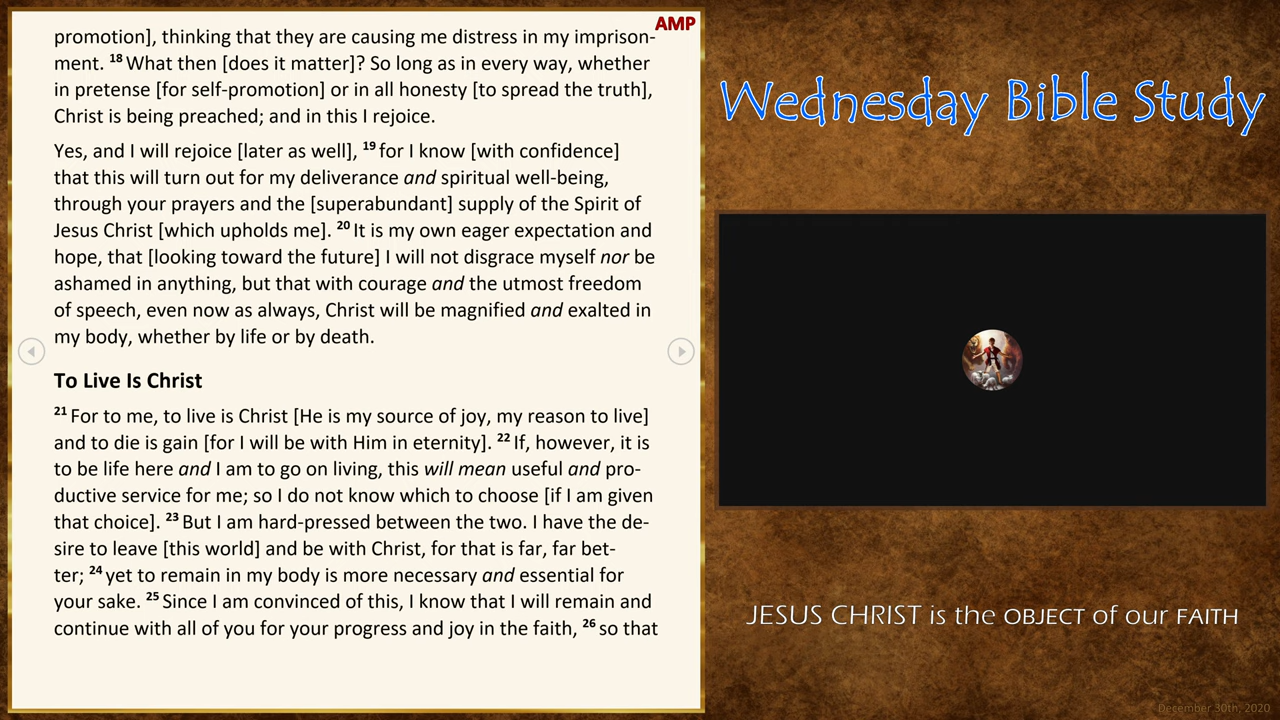 AMP
promotion], thinking that they are causing me distress in my imprison-
ment. 18 What then [does it matter]? So long as in every way, whether
in pretense [for self-promotion] or in all honesty [to spread the truth],
Christ is being preached; and in this I rejoice.
Yes, and I will rejoice [later as well], 19 for I know [with confidence]
that this will turn out for my deliverance and spiritual well-being,
through your prayers and the [superabundant] supply of the Spirit of
Jesus Christ [which upholds me]. 20 It is my own eager expectation and
hope, that [looking toward the future] I will not disgrace myself nor be
ashamed in anything, but that with courage and the utmost freedom
of speech, even now as always, Christ will be magnified and exalted in
my body, whether by life or by death.
To Live Is Christ
21 For to me, to live is Christ [He is my source of joy, my reason to live]
and to die is gain [for I will be with Him in eternity]. 22 If, however, it is
to be life here and I am to go on living, this will mean useful and pro-
ductive service for me; so I do not know which to choose [if I am given
that choice]. 23 But I am hard-pressed between the two. I have the de-
sire to leave [this world] and be with Christ, for that is far, far bet-
ter; 24 yet to remain in my body is more necessary and essential for
your sake. 25 Since I am convinced of this, I know that I will remain and
continue with all of you for your progress and joy in the faith, 26 so that
Wednesday Bible Study
JESUS CHRIST is the OBJECT of our FAITH
December 30th, 2020